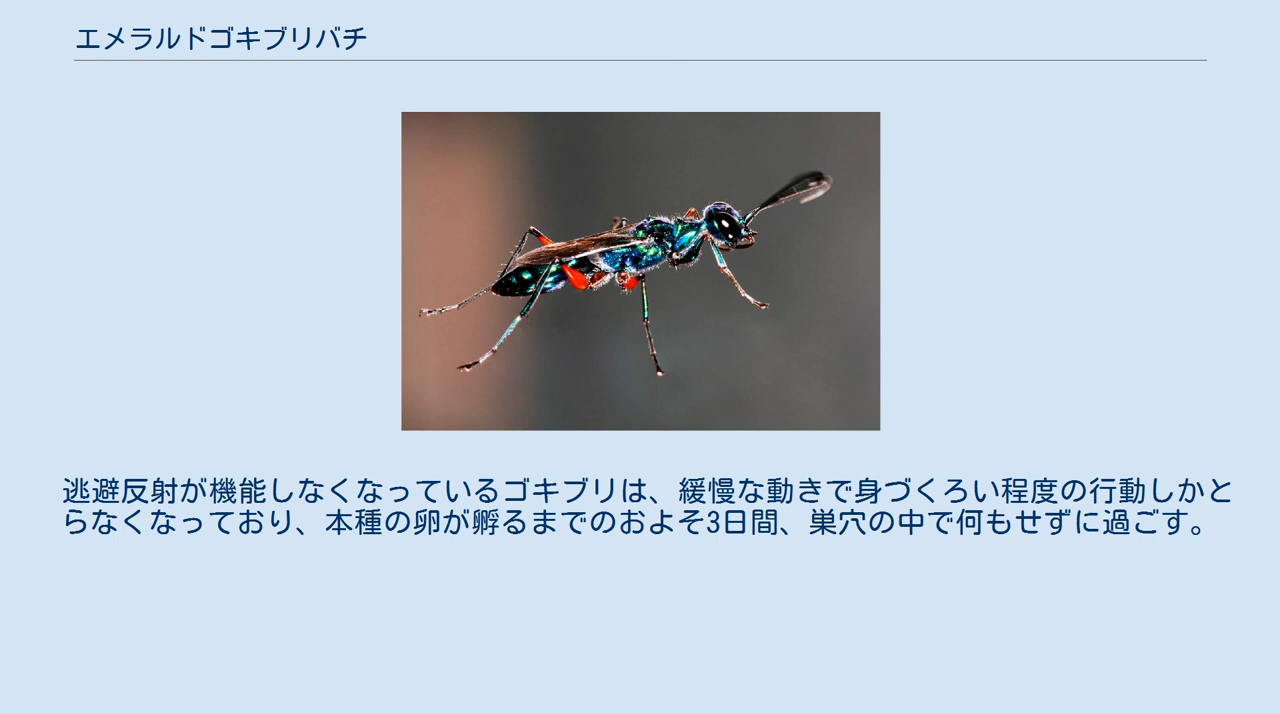 エメラルドゴキブリバチ
逃避反射が機能しなくなっているゴキブリは、緩慢な動きで身づくろい程度の行動しかと
らなくなっており、本種の卵が孵るまでのおよそ3日間、巣穴の中で何もせずに過ごす。